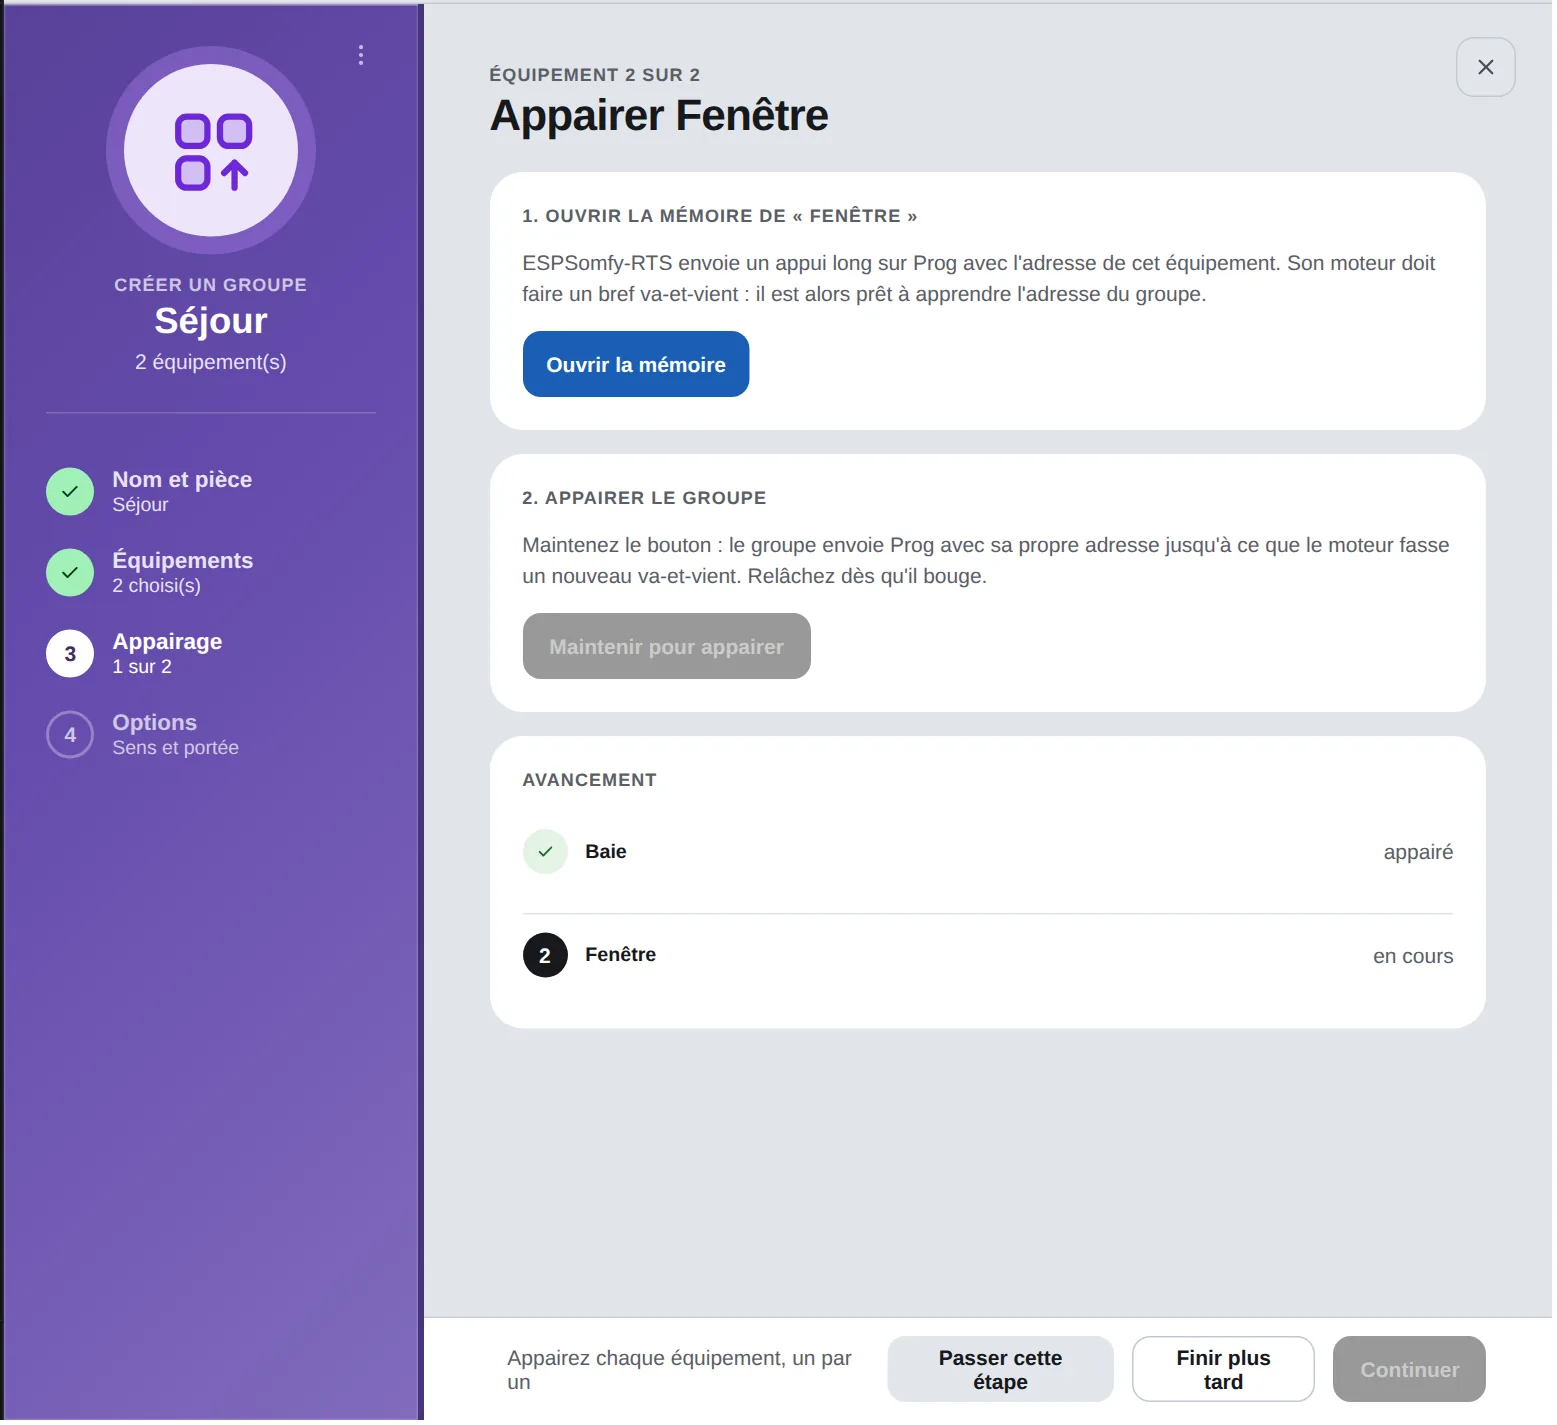 CRÉER UN GROUPE
Séjour
2 équipement(s)
Nom et pièce
Séjour
Équipements
2 choisi(s)
3
Appairage
1 sur 2
4
Options
Sens et portée
ÉQUIPEMENT 2 SUR 2
Appairer Fenêtre
1. OUVRIR LA MÉMOIRE DE « FENÊTRE »
ESPSomfy-RTS envoie un appui long sur Prog avec l'adresse de cet équipement. Son moteur doit
faire un bref va-et-vient : il est alors prêt à apprendre l'adresse du groupe.
Ouvrir la mémoire
2. APPAIRER LE GROUPE
Maintenez le bouton : le groupe envoie Prog avec sa propre adresse jusqu'à ce que le moteur fasse
un nouveau va-et-vient. Relâchez dès qu'il bouge.
Maintenir pour appairer
AVANCEMENT
Baie
appairé
2
Fenêtre
en cours
Appairez chaque équipement, un par
un
Passer cette
étape
Finir plus
tard
Continuer